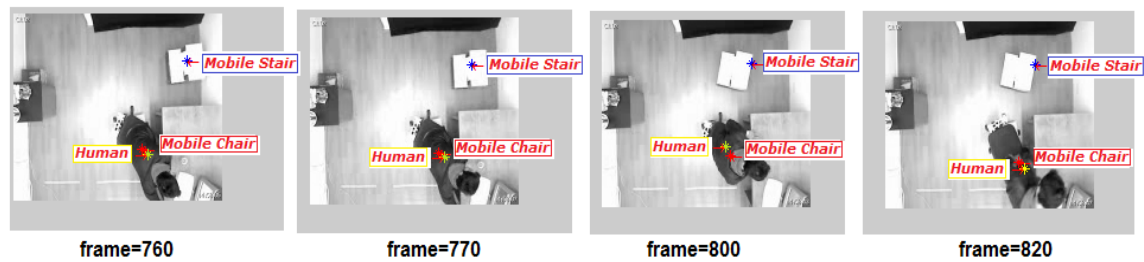 Mobile Stair
Mobile Chair
Human
frame=760
Mobile Stair
Mobile Chair
Human
frame=770
Mobile Stair
Human
Mobile Chair
frame=800
Mobile Stair
Mobile Chair
Human
frame=820